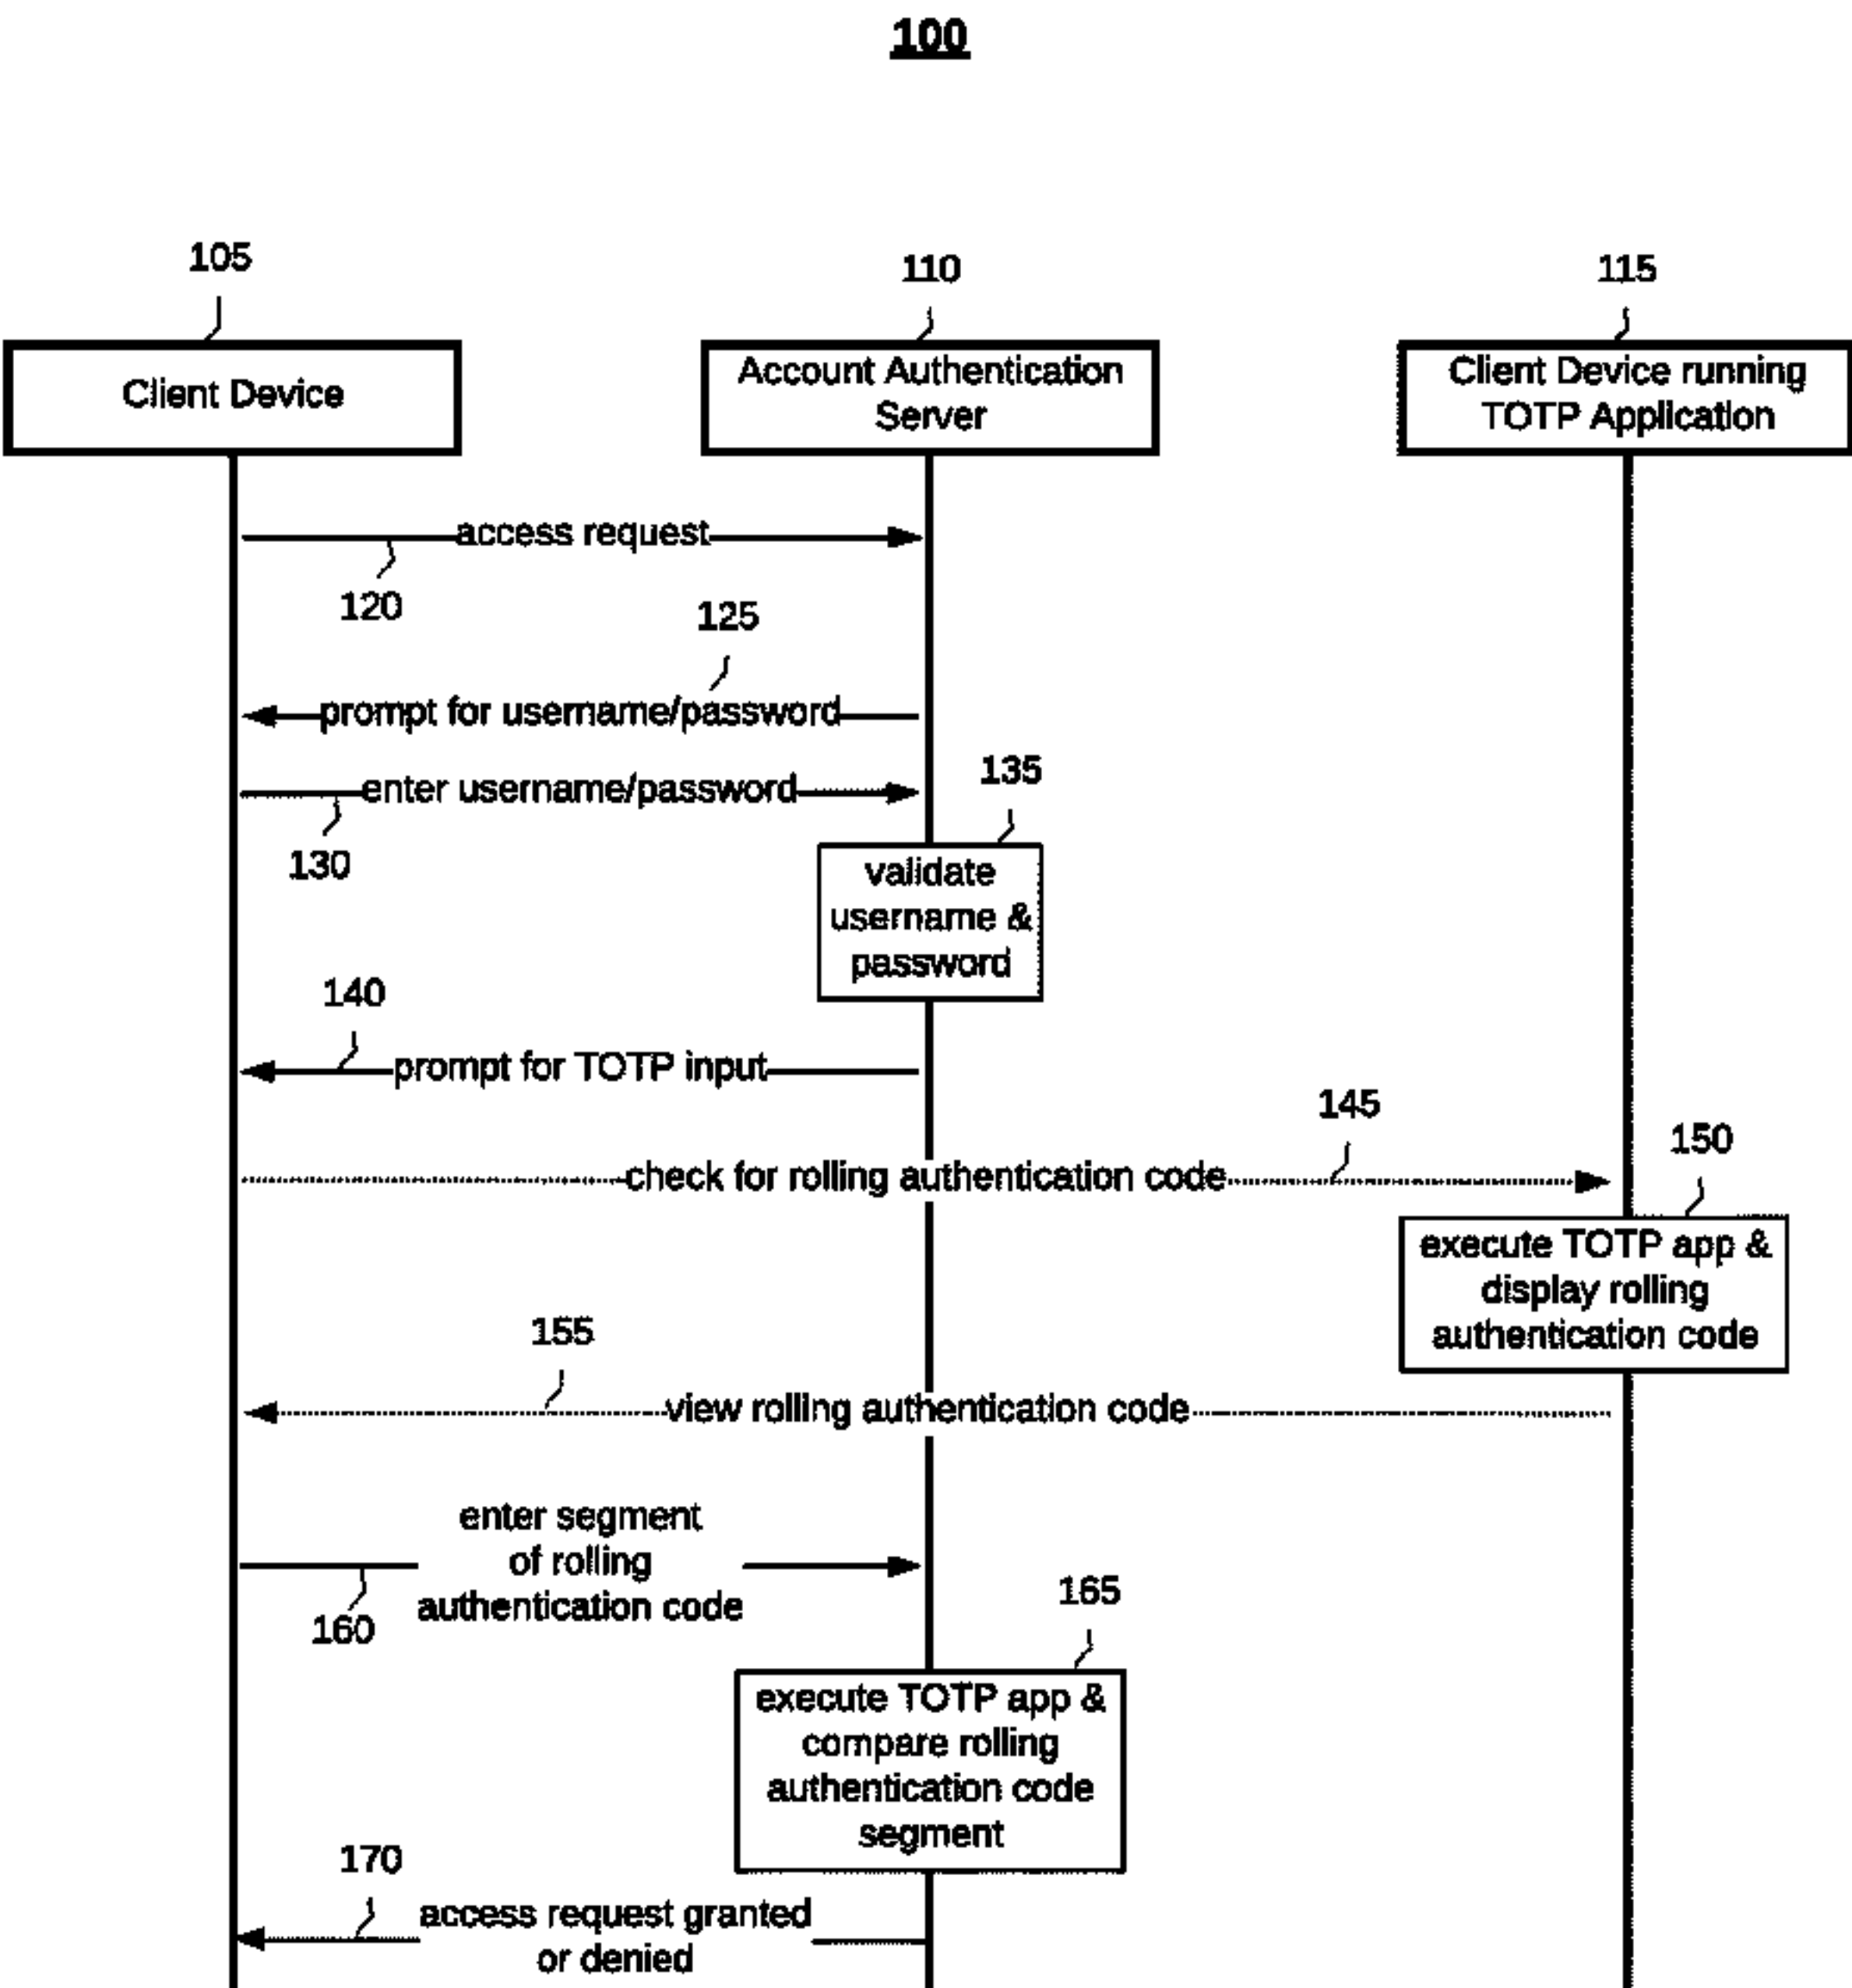 100
105
110
115
Client Device
Account Authentication
Server
Client Device running
TOTP Application
access request
120
125
prompt for username/password
enter username/password
130
135
validate
username &
password
140
prompt for TOTP input
145
check for rolling authentication code
150
execute TOTP app &
display rolling
authentication code
155
view rolling authentication code
enter segment
of rolling
authentication code
160
165
execute TOTP app &
compare rolling
authentication code
segment
170
access request granted
or denied